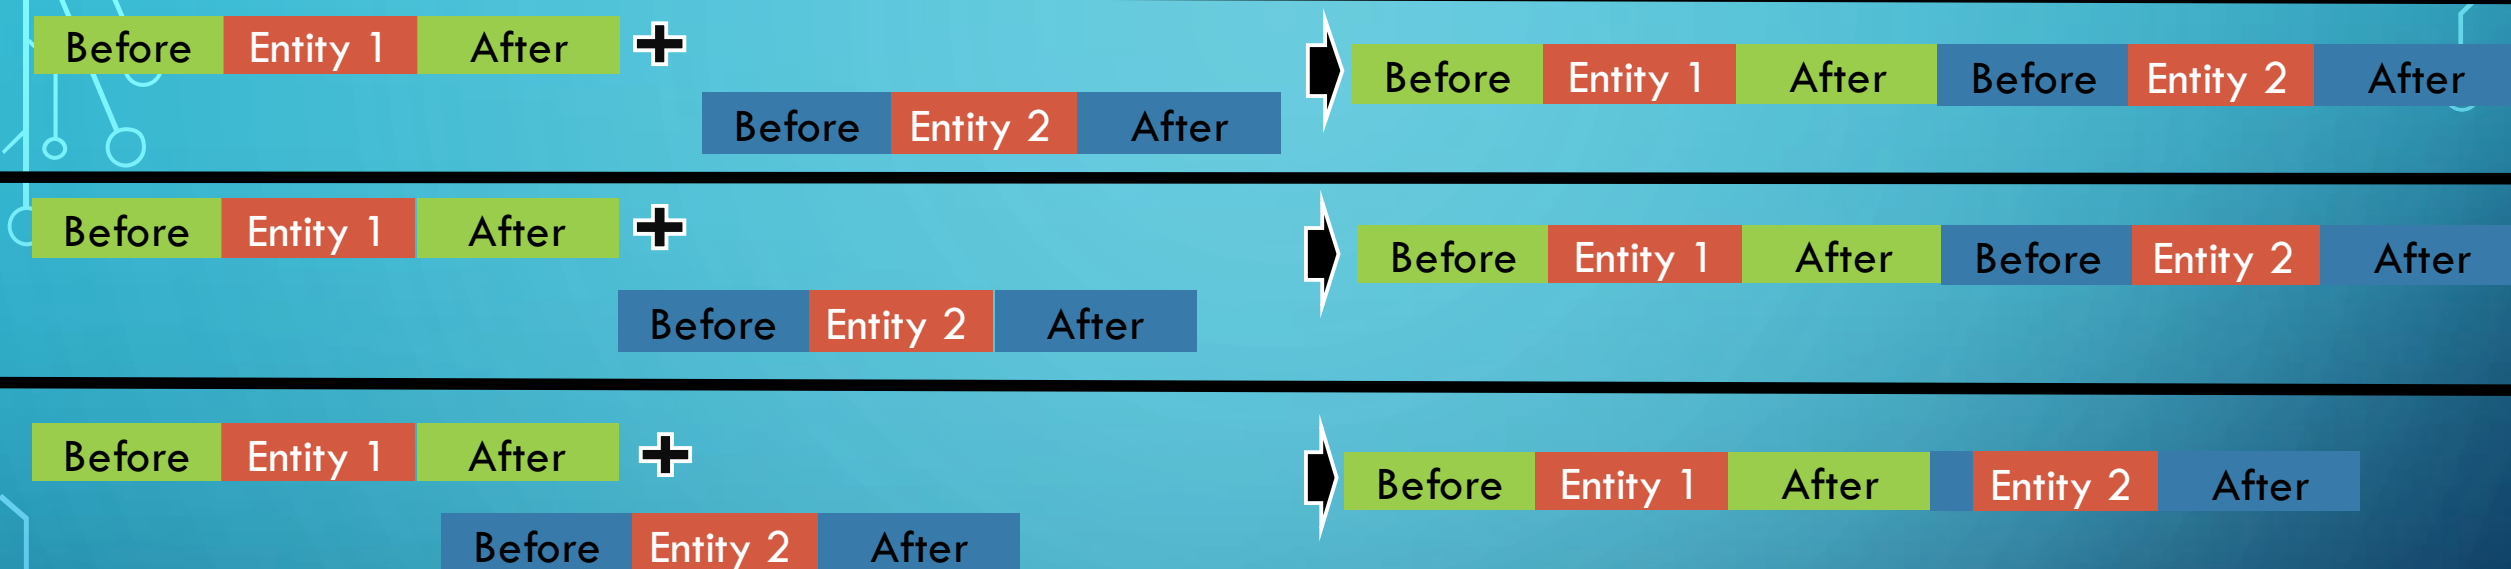 Before Entity 1 After +
Before Entity 1 After Before Entity 2 After
Before Entity 2 After
Before Entity 1 After +
Before Entity 1 After Before Entity 2 After
Before Entity 2 After
Before Entity 1 After +
Before Entity 1 After Entity 2 After
Before Entity 2 After